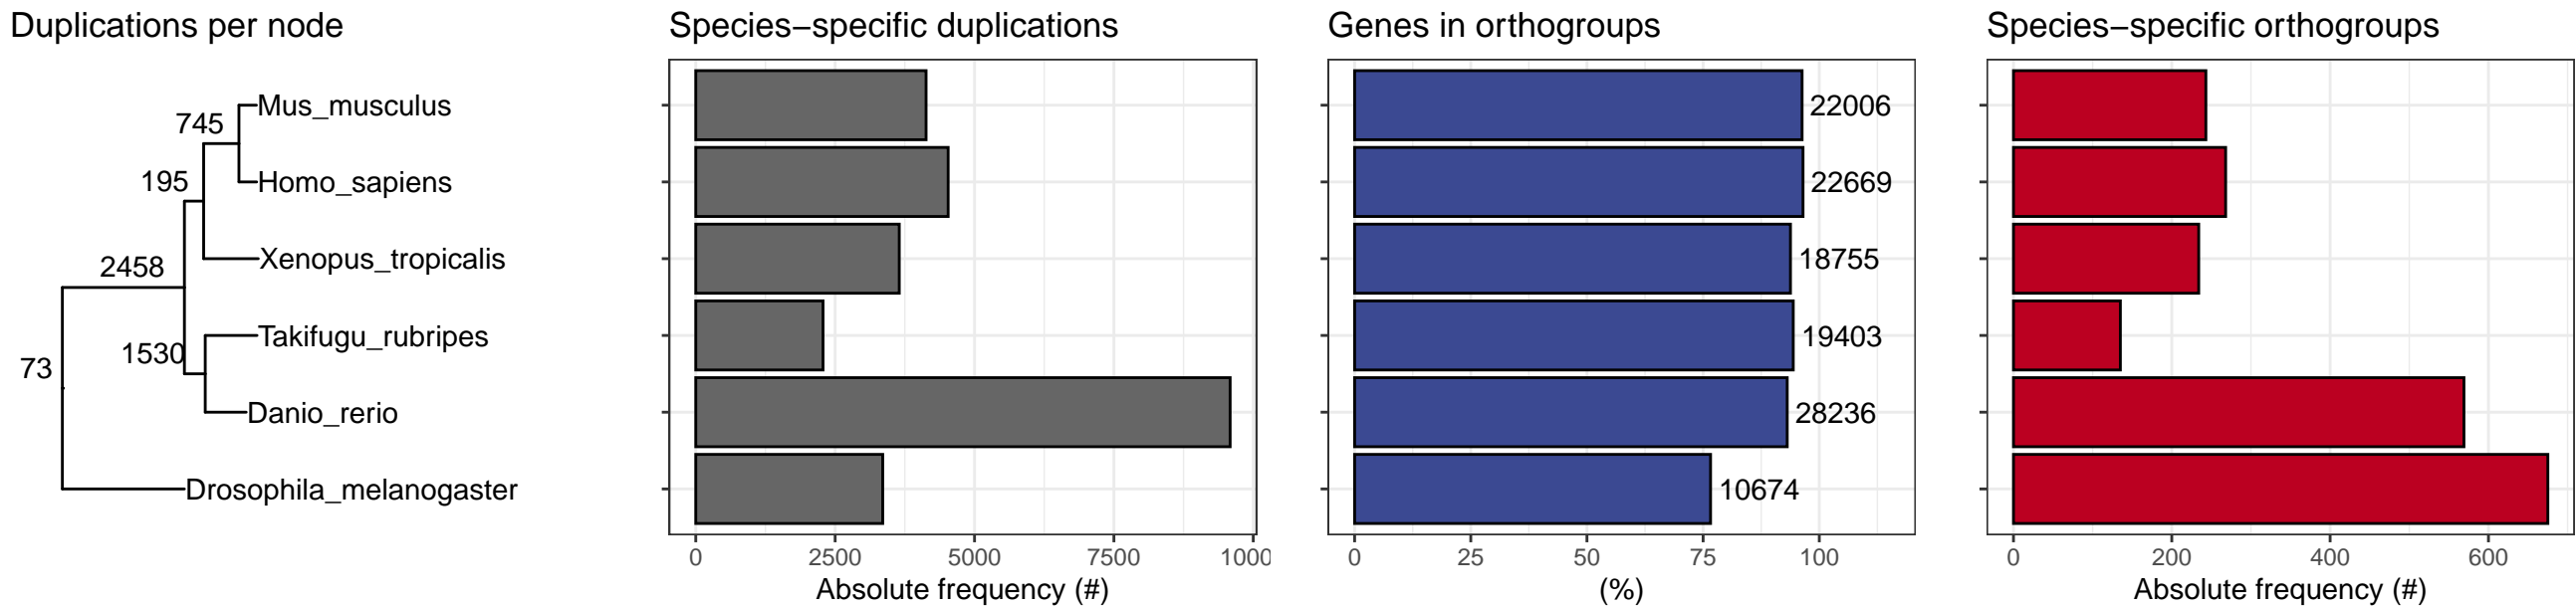 Duplications per node
Species−specific duplications
Genes in orthogroups
Species−specific orthogroups
745
195
2458
1530
73
Mus_musculus
Homo_sapiens
Xenopus_tropicalis
Takifugu_rubripes
Danio_rerio
Drosophila_melanogaster
0 2500 5000 7500 1000
Absolute frequency (#)
22006
22669
18755
19403
28236
10674
0 25 50 75 100
(%)
0 200 400 600
Absolute frequency (#)